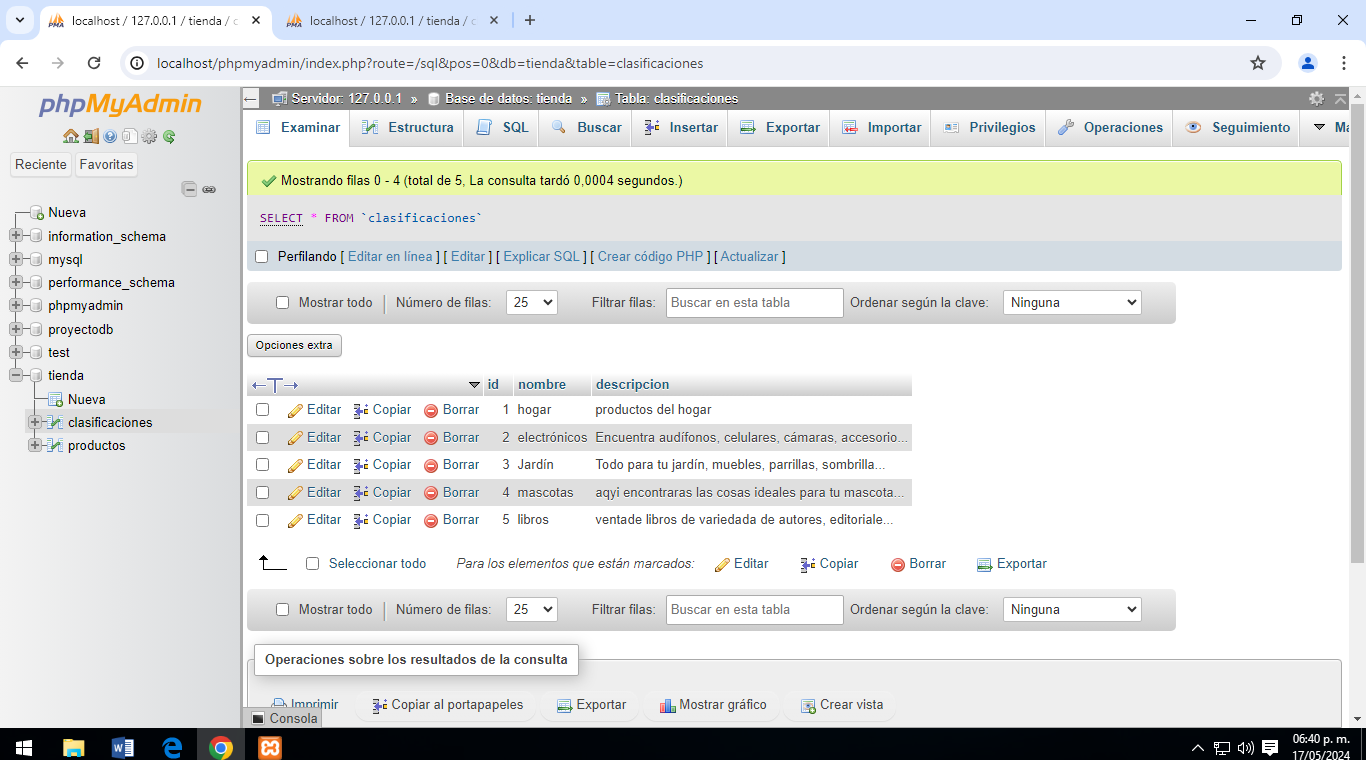 localhost / 127.0.0.1 / tienda / c
localhost / 127.0.0.1 / tienda / c
localhost/phpmyadmin/index.php?route=/sql&pos=0&db=tienda&table=clasificaciones
phpMyAdmin
Reciente Favoritas
Nueva
information_schema
mysql
performance_schema
phpmyadmin
proyectodb
test
tienda
Nueva
clasificaciones
productos
Servidor: 127.0.0.1 » Base de datos: tienda » Tabla: clasificaciones
Examinar Estructura SQL Buscar Insertar Exportar Importar Privilegios Operaciones Seguimiento Má
Mostrando filas 0 - 4 (total de 5, La consulta tardó 0,0004 segundos.)
SELECT * FROM `clasificaciones`
Perfilando [ Editar en línea ] [ Editar ] [ Explicar SQL ] [ Crear código PHP ] [ Actualizar ]
Mostrar todo Número de filas: 25 Filtrar filas: Buscar en esta tabla Ordenar según la clave: Ninguna
Opciones extra
←T→ id nombre descripcion
Editar Copiar Borrar 1 hogar productos del hogar
Editar Copiar Borrar 2 electrónicos Encuentra audífonos, celulares, cámaras, accesorio...
Editar Copiar Borrar 3 Jardín Todo para tu jardín, muebles, parrillas, sombrilla...
Editar Copiar Borrar 4 mascotas aqyi encontraras las cosas ideales para tu mascota...
Editar Copiar Borrar 5 libros ventade libros de variedada de autores, editoriale...
Seleccionar todo Para los elementos que están marcados: Editar Copiar Borrar Exportar
Mostrar todo Número de filas: 25 Filtrar filas: Buscar en esta tabla Ordenar según la clave: Ninguna
Operaciones sobre los resultados de la consulta
Imprimir Copiar al portapapeles Exportar Mostrar gráfico Crear vista
Consola
06:40 p. m.
17/05/2024